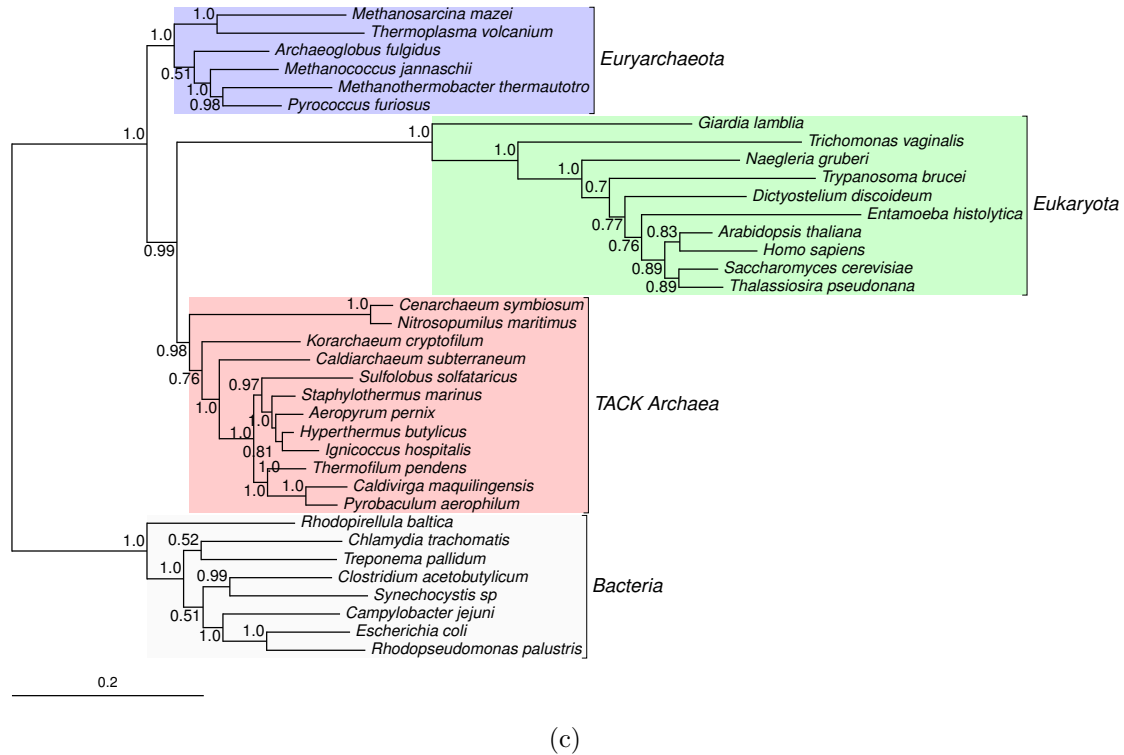 1.0 Methanosarcina mazei
1.0 Thermoplasma volcanium
Archaeoglobus fulgidus
Euryarchaeota
0.51 Methanococcus jannaschii
1.0 Methanothermobacter thermautotro
0.98 Pyrococcus furiosus
1.0 1.0 Giardia lamblia
1.0 Trichomonas vaginalis
1.0 Naegleria gruberi
0.7 Trypanosoma brucei
Dictyostelium discoideum
Eukaryota
0.77 Entamoeba histolytica
0.99 0.76 0.83 Arabidopsis thaliana
Homo sapiens
0.89 Saccharomyces cerevisiae
0.89 Thalassiosira pseudonana
1.0 Cenarchaeum symbiosum
Nitrosopumilus maritimus
0.98 Korarchaeum cryptofilum
Caldiarchaeum subterraneum
0.76 0.97 Sulfolobus solfataricus
Staphylothermus marinus
TACK Archaea
1.0 1.0 Aeropyrum pernix
1.0 Hyperthermus butylicus
0.81 Ignicoccus hospitalis
1.0 Thermofilum pendens
1.0 1.0 Caldivirga maquilingensis
Pyrobaculum aerophilum
Rhodopirellula baltica
1.0 0.52 Chlamydia trachomatis
Treponema pallidum
1.0 0.99 Clostridium acetobutylicum
Bacteria
Synechocystis sp
0.51 Campylobacter jejuni
1.0 1.0 Escherichia coli
Rhodopseudomonas palustris
0.2
(c)